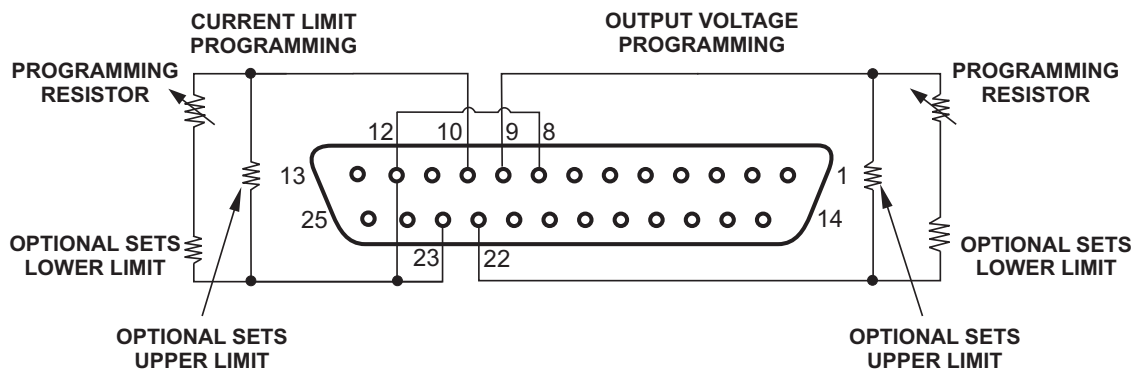 CURRENT LIMIT
PROGRAMMING
OUTPUT VOLTAGE
PROGRAMMING
PROGRAMMING
RESISTOR
PROGRAMMING
RESISTOR
12
10
9
8
13
1
25
14
23
22
OPTIONAL SETS
LOWER LIMIT
OPTIONAL SETS
LOWER LIMIT
OPTIONAL SETS
UPPER LIMIT
OPTIONAL SETS
UPPER LIMIT